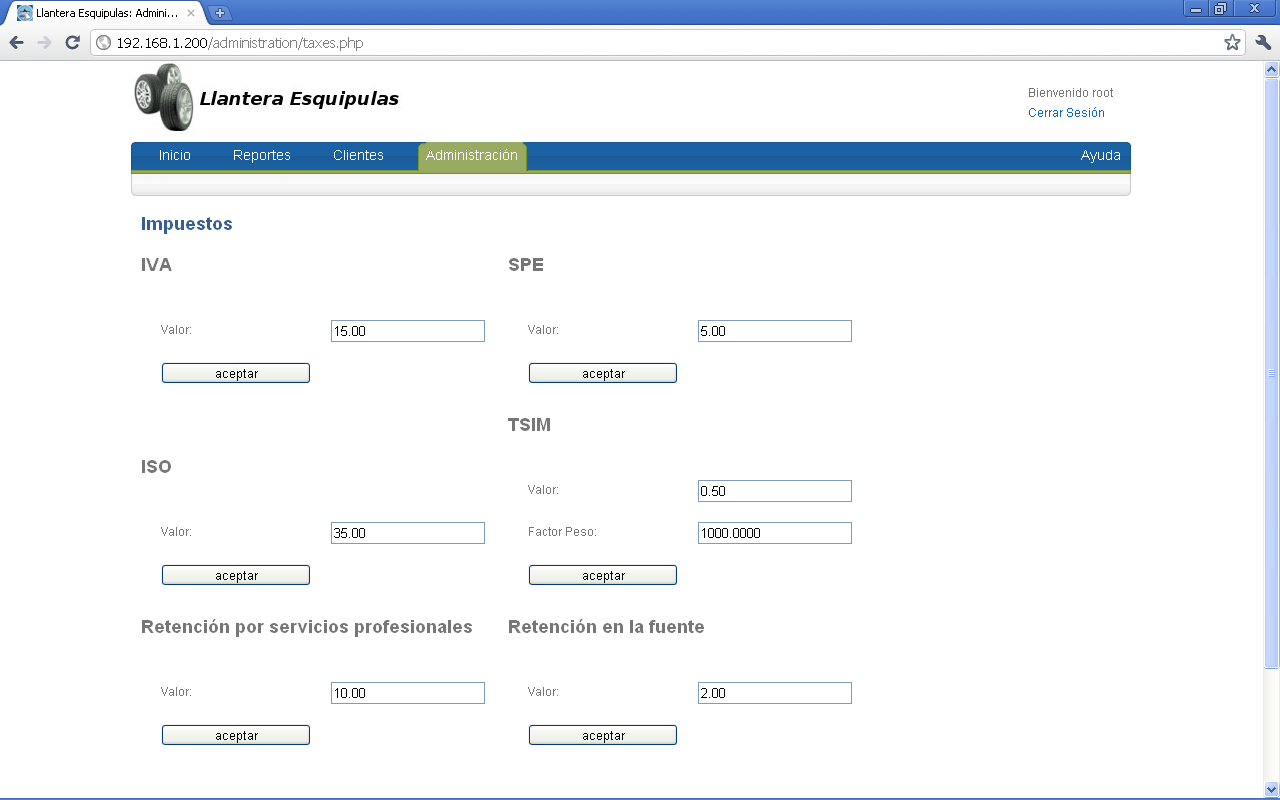 Llantera Esquipulas: Admini...
192.168.1.200/administration/taxes.php
Llantera Esquipulas
Bienvenido root
Cerrar Sesión
Inicio Reportes Clientes Administración Ayuda
Impuestos
IVA SPE
Valor: 15.00 Valor: 5.00
aceptar aceptar
TSIM
ISO
Valor: 0.50
Valor: 35.00 Factor Peso: 1000.0000
aceptar aceptar
Retención por servicios profesionales Retención en la fuente
Valor: 10.00 Valor: 2.00
aceptar aceptar